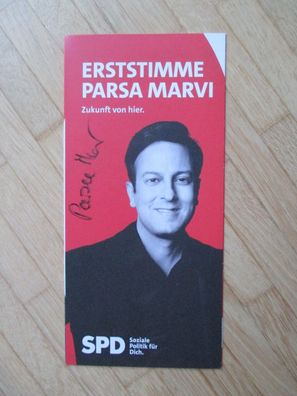 ERSTSTIMME
PARSA MARVI
Zukunft von hier.
SPD
Soziale
Politik für
Dich.